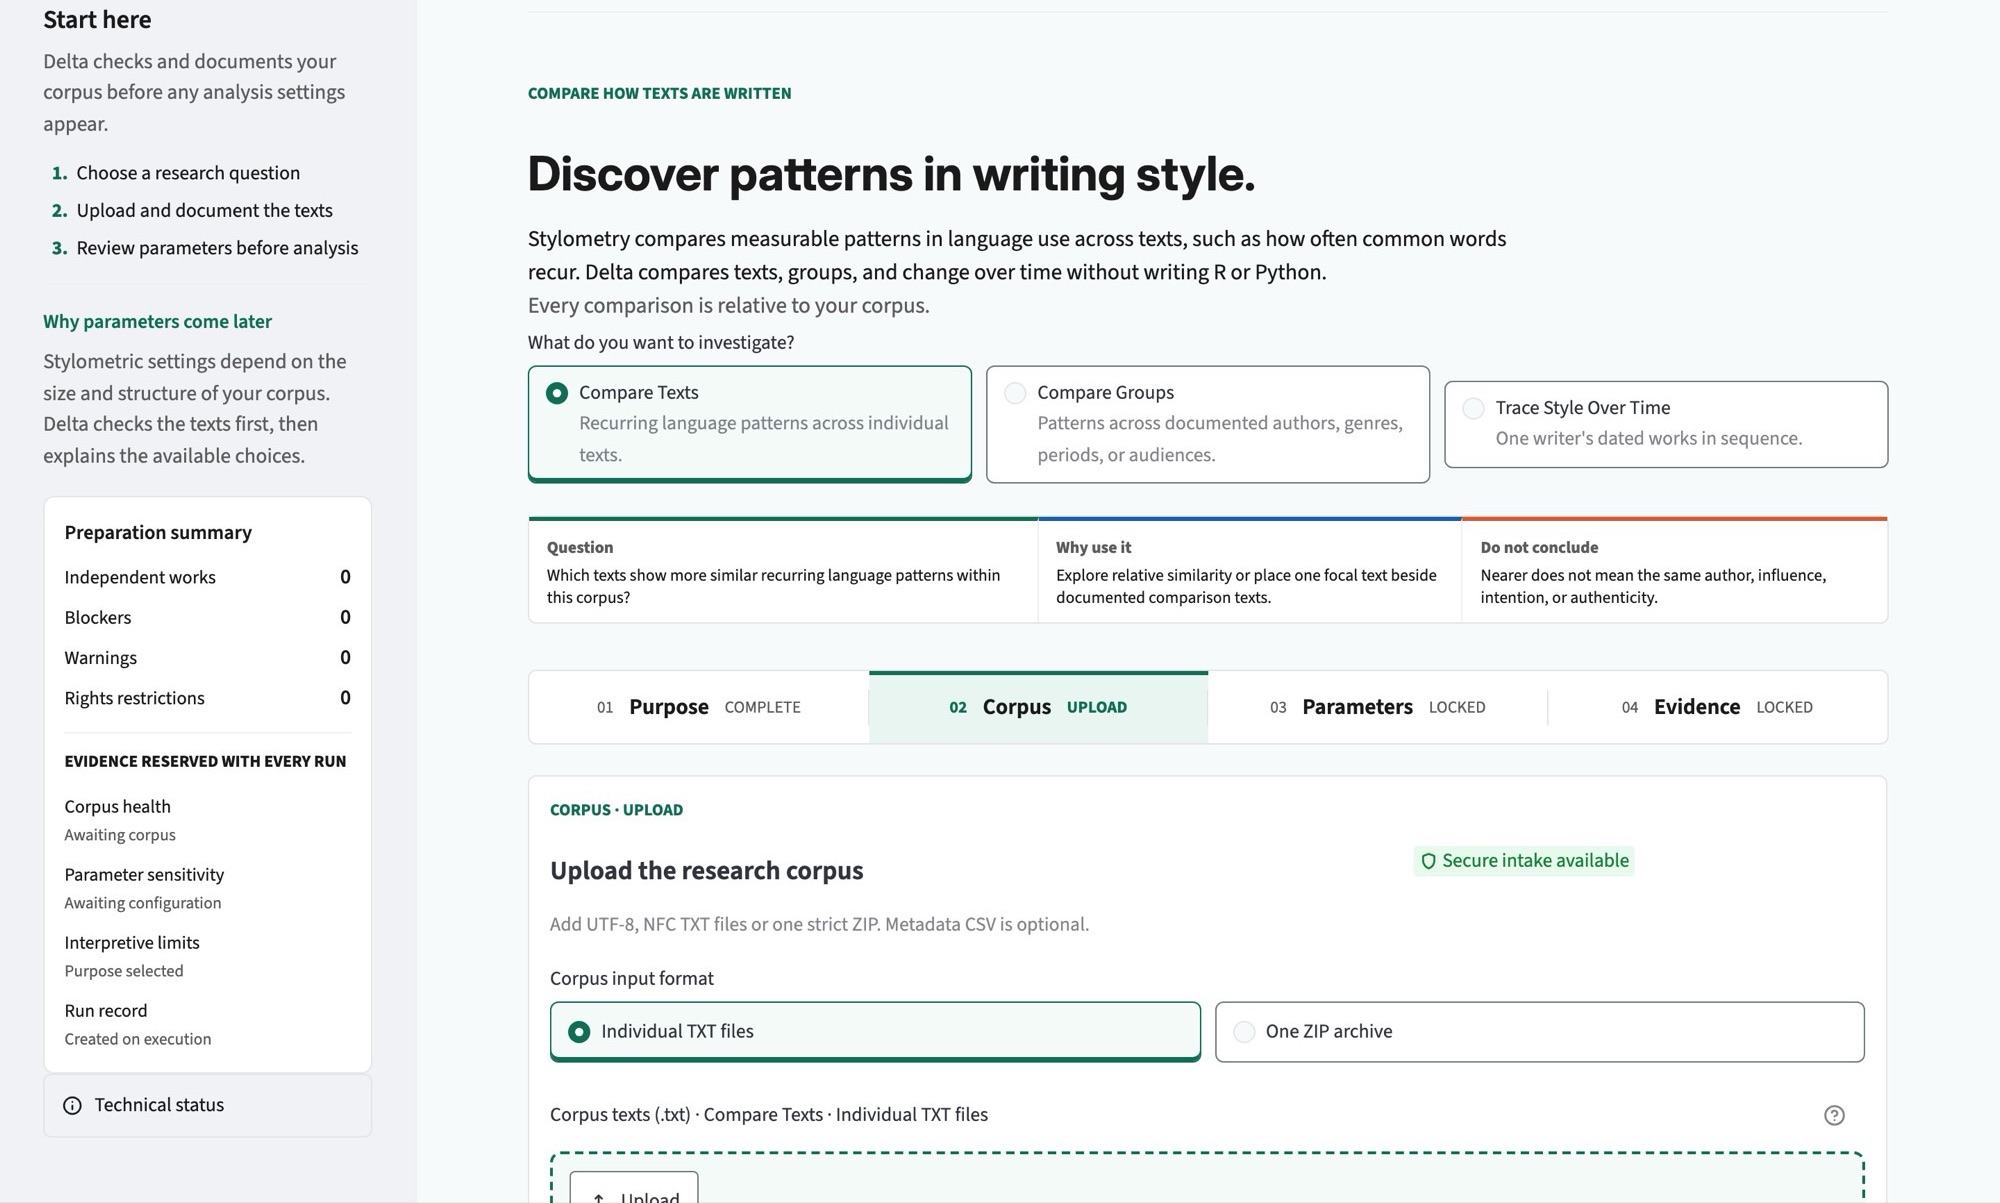 Start here
Delta checks and documents your
corpus before any analysis settings
appear.
1. Choose a research question
2. Upload and document the texts
3. Review parameters before analysis
Why parameters come later
Stylometric settings depend on the
size and structure of your corpus.
Delta checks the texts first, then
explains the available choices.
Preparation summary
Independent works 0
Blockers 0
Warnings 0
Rights restrictions 0
EVIDENCE RESERVED WITH EVERY RUN
Corpus health
Awaiting corpus
Parameter sensitivity
Awaiting configuration
Interpretive limits
Purpose selected
Run record
Created on execution
Technical status
COMPARE HOW TEXTS ARE WRITTEN
Discover patterns in writing style.
Stylometry compares measurable patterns in language use across texts, such as how often common words
recur. Delta compares texts, groups, and change over time without writing R or Python.
Every comparison is relative to your corpus.
What do you want to investigate?
Compare Texts
Recurring language patterns across individual
texts.
Compare Groups
Patterns across documented authors, genres,
periods, or audiences.
Trace Style Over Time
One writer's dated works in sequence.
Question
Which texts show more similar recurring language patterns within
this corpus?
Why use it
Explore relative similarity or place one focal text beside
documented comparison texts.
Do not conclude
Nearer does not mean the same author, influence,
intention, or authenticity.
01 Purpose COMPLETE
02 Corpus UPLOAD
03 Parameters LOCKED
04 Evidence LOCKED
CORPUS · UPLOAD
Upload the research corpus
Secure intake available
Add UTF-8, NFC TXT files or one strict ZIP. Metadata CSV is optional.
Corpus input format
Individual TXT files
One ZIP archive
Corpus texts (.txt) · Compare Texts · Individual TXT files
Upload